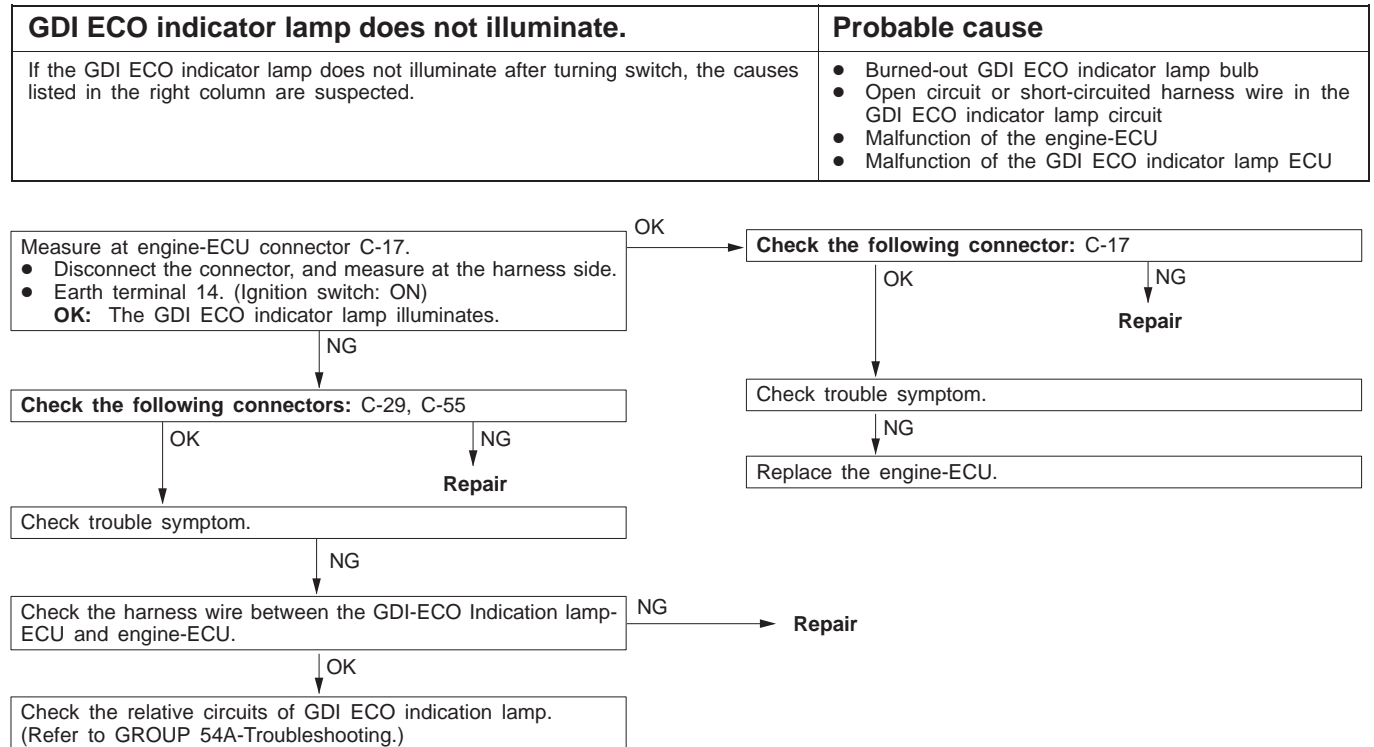 GDI ECO indicator lamp does not illuminate.
Probable cause
If the GDI ECO indicator lamp does not illuminate after turning switch, the causes
listed in the right column are suspected.
● Burned-out GDI ECO indicator lamp bulb
● Open circuit or short-circuited harness wire in the
GDI ECO indicator lamp circuit
● Malfunction of the engine-ECU
● Malfunction of the GDI ECO indicator lamp ECU
Measure at engine-ECU connector C-17.
● Disconnect the connector, and measure at the harness side.
● Earth terminal 14. (Ignition switch: ON)
OK: The GDI ECO indicator lamp illuminates.
OK
Check the following connector: C-17
OK
NG
Repair
Check trouble symptom.
NG
Replace the engine-ECU.
NG
Check the following connectors: C-29, C-55
OK
NG
Repair
Check trouble symptom.
NG
Check the harness wire between the GDI-ECO Indication lamp-
ECU and engine-ECU.
NG
Repair
OK
Check the relative circuits of GDI ECO indication lamp.
(Refer to GROUP 54A-Troubleshooting.)